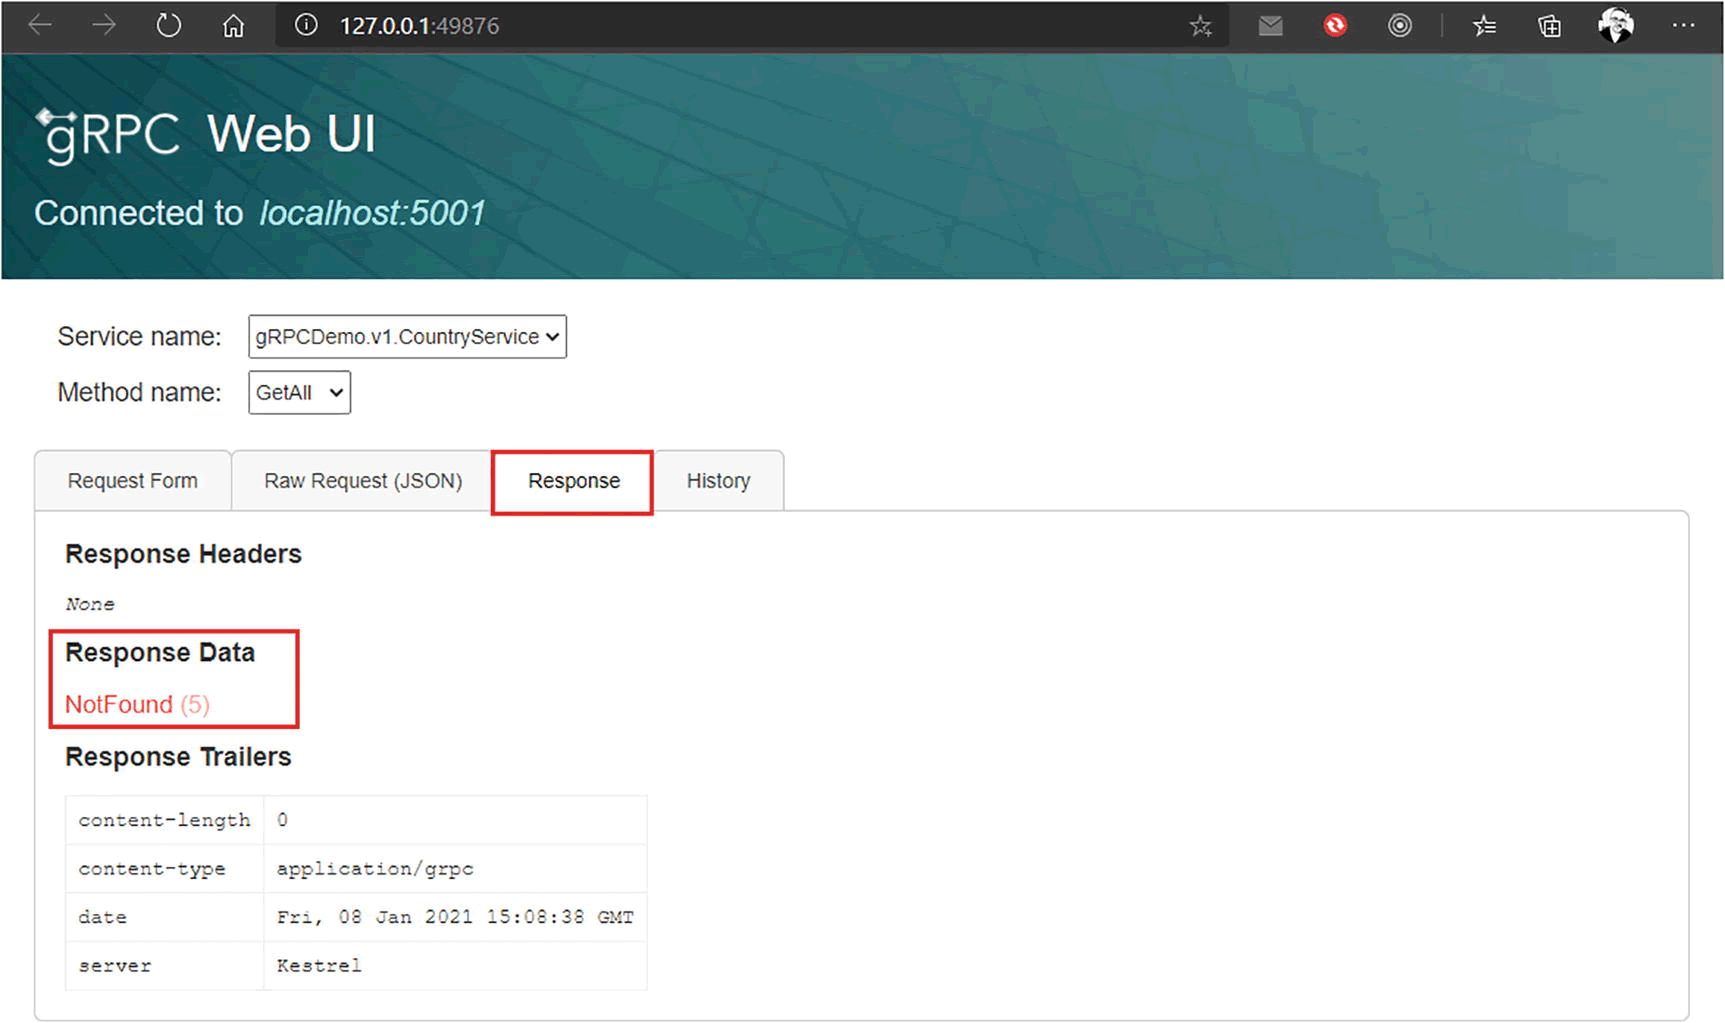 127.0.0.1:49876
gRPC Web UI
Connected to localhost:5001
Service name: gRPCDemo.v1.CountryService
Method name: GetAll
Request Form Raw Request (JSON) Response History
Response Headers
None
Response Data
NotFound (5)
Response Trailers
content-length 0
content-type application/grpc
date Fri, 08 Jan 2021 15:08:38 GMT
server Kestrel